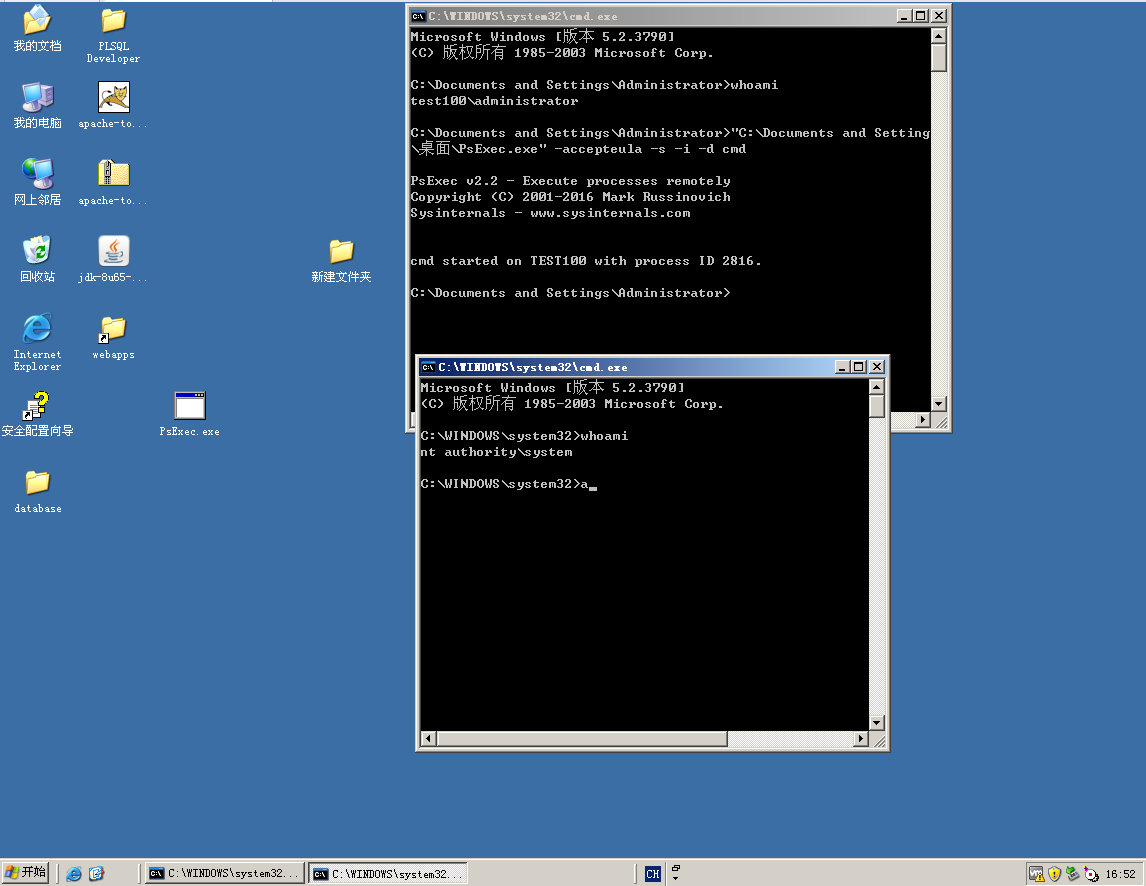 我的文档
PLSQL
Developer
我的电脑
apache-to...
网上邻居
apache-to...
回收站
jdk-8u65-...
新建文件夹
Internet
Explorer
webapps
安全配置向导
PsExec.exe
database
C:\WINDOWS\system32\cmd.exe
Microsoft Windows [版本 5.2.3790]
(C) 版权所有 1985-2003 Microsoft Corp.
C:\Documents and Settings\Administrator>whoami
test100\administrator
C:\Documents and Settings\Administrator>"C:\Documents and Setting
\桌面\PsExec.exe" -accepteula -s -i -d cmd
PsExec v2.2 - Execute processes remotely
Copyright (C) 2001-2016 Mark Russinovich
Sysinternals - www.sysinternals.com
cmd started on TEST100 with process ID 2816.
C:\Documents and Settings\Administrator>
C:\WINDOWS\system32\cmd.exe
Microsoft Windows [版本 5.2.3790]
(C) 版权所有 1985-2003 Microsoft Corp.
C:\WINDOWS\system32>whoami
nt authority\system
C:\WINDOWS\system32>a
开始
C:\WINDOWS\system32...
C:\WINDOWS\system32...
CH
16:52